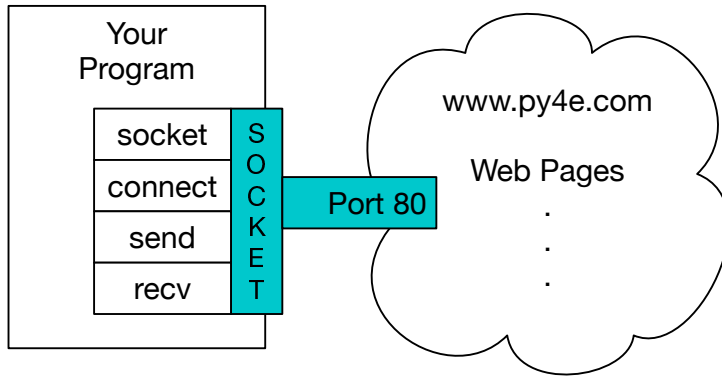 Your
Program
socket
connect
send
recv
S
O
C
K
E
T
Port 80
www.py4e.com
Web Pages
.
.
.